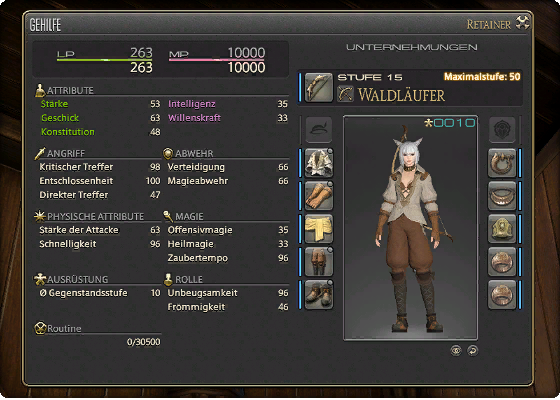 GEHILFE
RETAINER
LP 263
263
MP 10000
10000
ATTRIBUTE
Stärke 53
Geschick 63
Konstitution 48
Intelligenz 35
Willenskraft 33
ANGRIFF
Kritischer Treffer 98
Entschlossenheit 100
Direkter Treffer 47
ABWEHR
Verteidigung 66
Magieabwehr 66
PHYSISCHE ATTRIBUTE
Stärke der Attacke 63
Schnelligkeit 96
MAGIE
Offensivmagie 35
Heilmagie 33
Zaubertempo 96
AUSRÜSTUNG
Ø Gegenstandsstufe 10
ROLLE
Unbeugsamkeit 96
Frömmigkeit 46
Routine
0/30500
UNTERNEHMUNGEN
STUFE 15
Maximalstufe: 50
WALDLÄUFER
0010